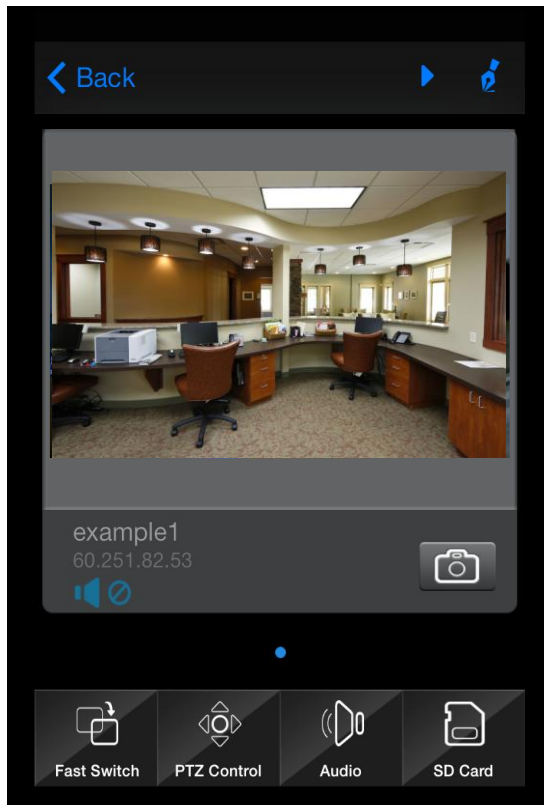 Back
example1
60.251.82.53
Fast Switch
PTZ Control
Audio
SD Card